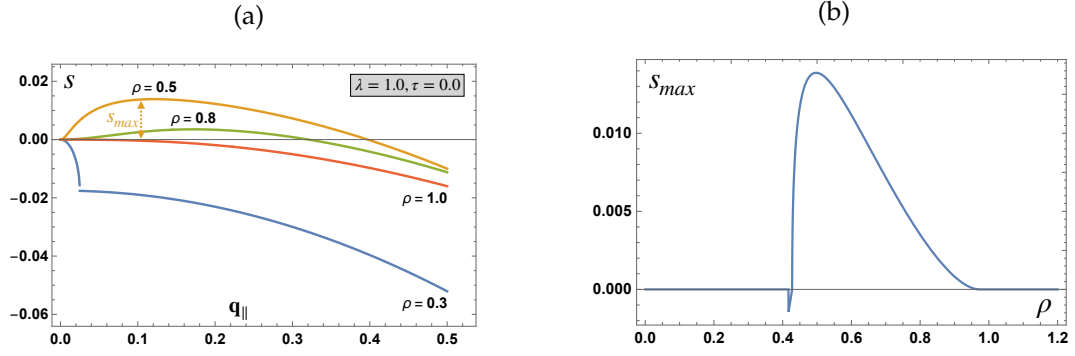 (a)
(b)
s
λ = 1.0, τ = 0.0
ρ = 0.5
s_max
ρ = 0.8
ρ = 1.0
ρ = 0.3
q_∥
0.02
0.00
−0.02
−0.04
−0.06
0.0 0.1 0.2 0.3 0.4 0.5
s_max
0.010
0.005
0.000
ρ
0.0 0.2 0.4 0.6 0.8 1.0 1.2